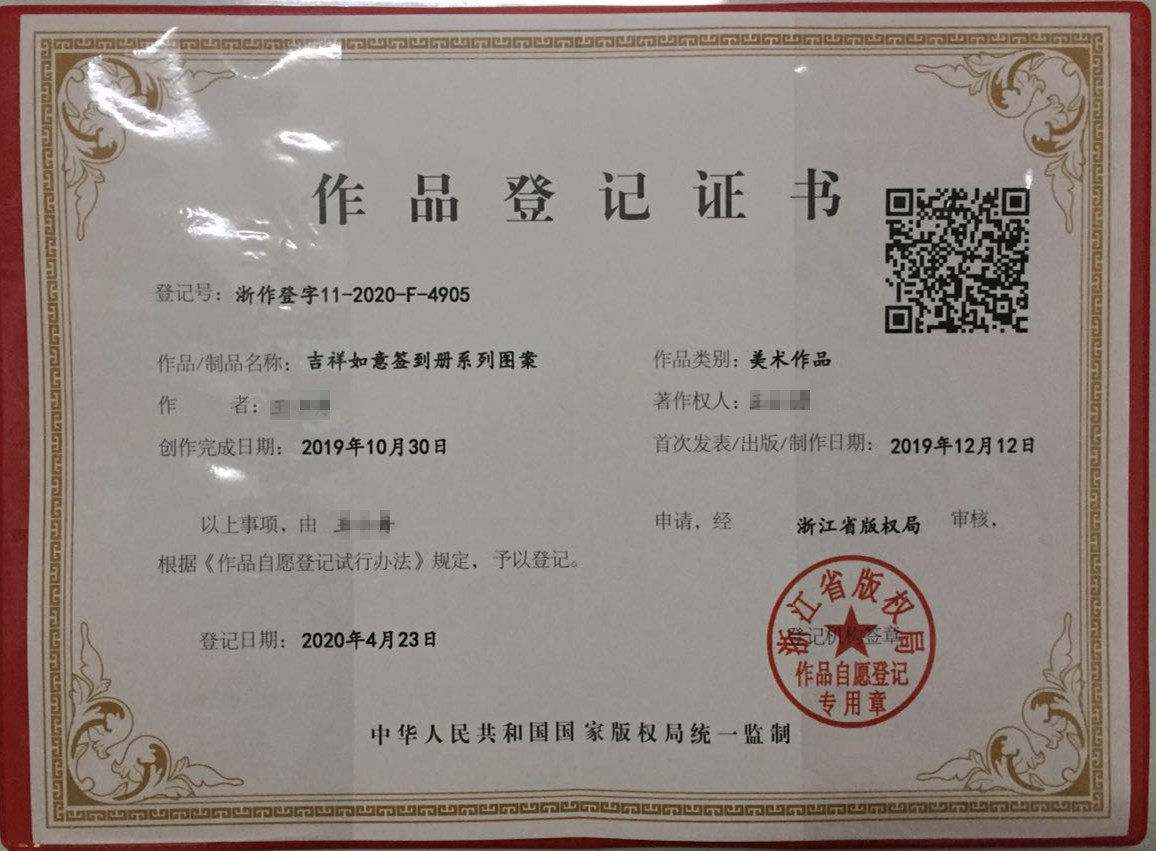 作品登记证书
登记号：浙作登字11-2020-F-4905
作品/制品名称：吉祥如意签到册系列图案
作品类别：美术作品
作 者：
著作权人：
创作完成日期：2019年10月30日
首次发表/出版/制作日期：2019年12月12日
以上事项，由 申请，经 浙江省版权局 审核，
根据《作品自愿登记试行办法》规定，予以登记。
登记日期：2020年4月23日
登记机构签章
浙江省版权局
作品自愿登记
专用章
中华人民共和国国家版权局统一监制